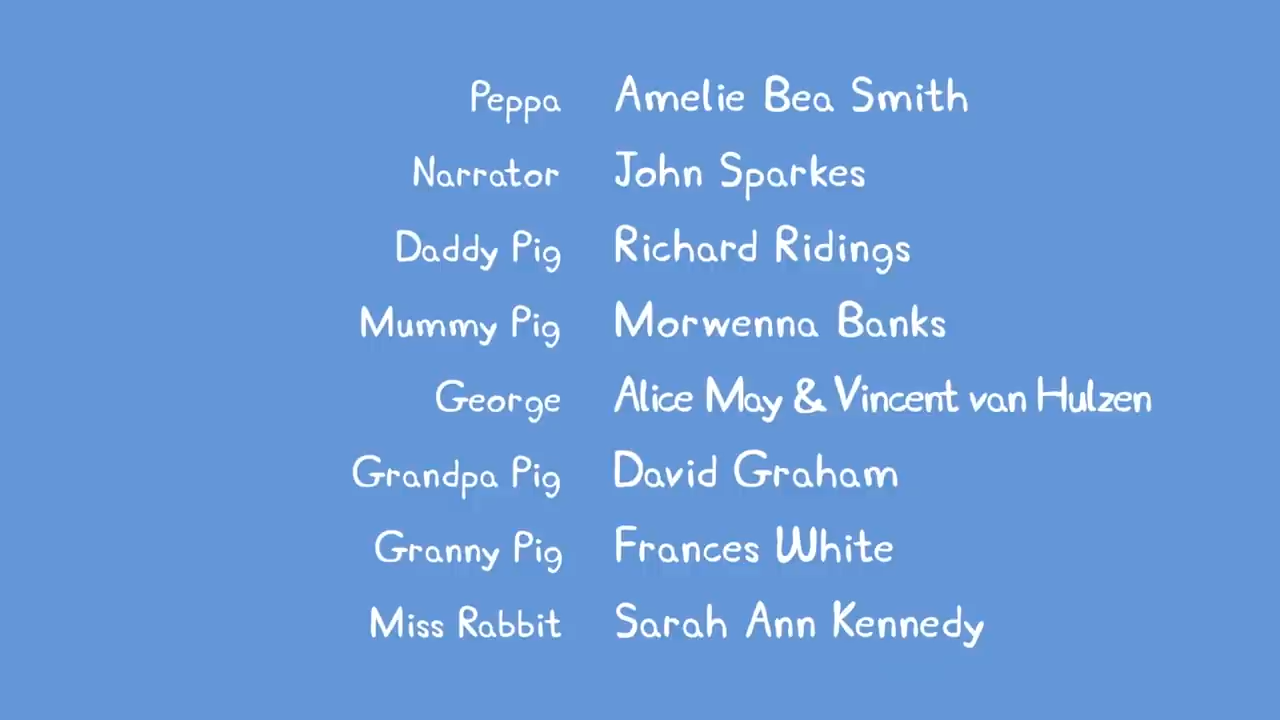 Peppa Amelie Bea Smith
Narrator John Sparkes
Daddy Pig Richard Ridings
Mummy Pig Morwenna Banks
George Alice May & Vincent van Hulzen
Grandpa Pig David Graham
Granny Pig Frances White
Miss Rabbit Sarah Ann Kennedy